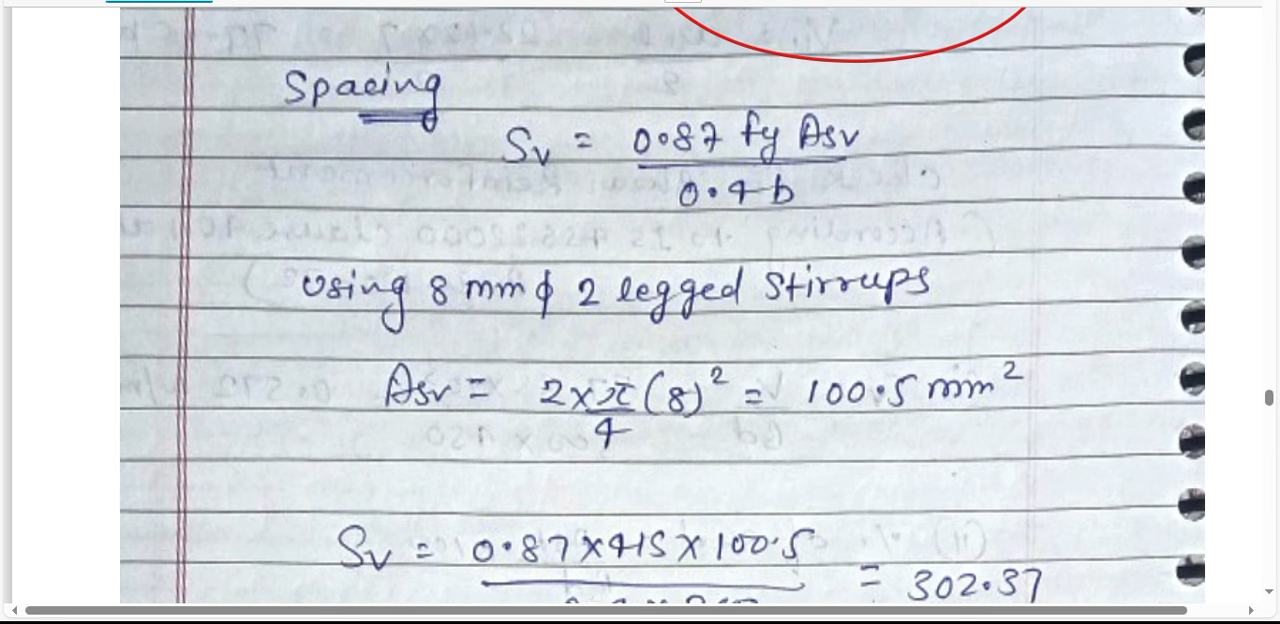 Spacing
Sv = 0.87 fy Asv
0.4b
Using 8 mm ϕ 2 legged Stirrups
Asv = 2×π(8)² = 100.5 mm²
4
Sv = 0.87×415×100.5
= 302.37